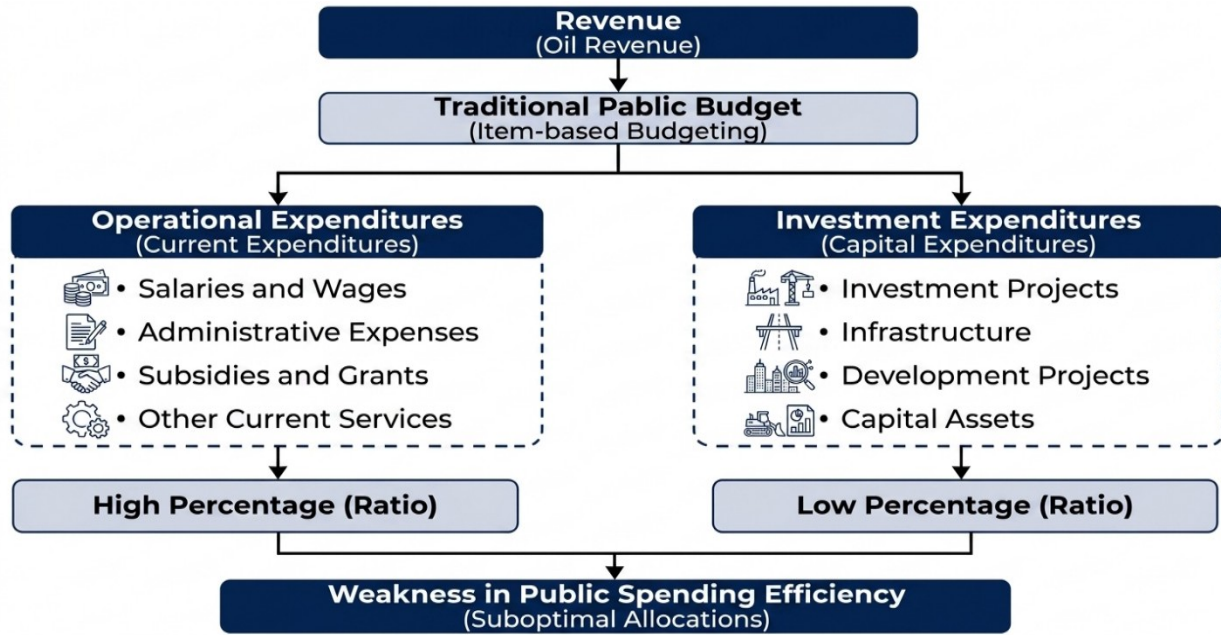 Revenue
(Oil Revenue)
Traditional Pablic Budget
(Item-based Budgeting)
Operational Expenditures
(Current Expenditures)
• Salaries and Wages
• Administrative Expenses
$
• Subsidies and Grants
• Other Current Services
Investment Expenditures
(Capital Expenditures)
• Investment Projects
• Infrastructure
• Development Projects
• Capital Assets
High Percentage (Ratio)
Low Percentage (Ratio)
Weakness in Public Spending Efficiency
(Suboptimal Allocations)